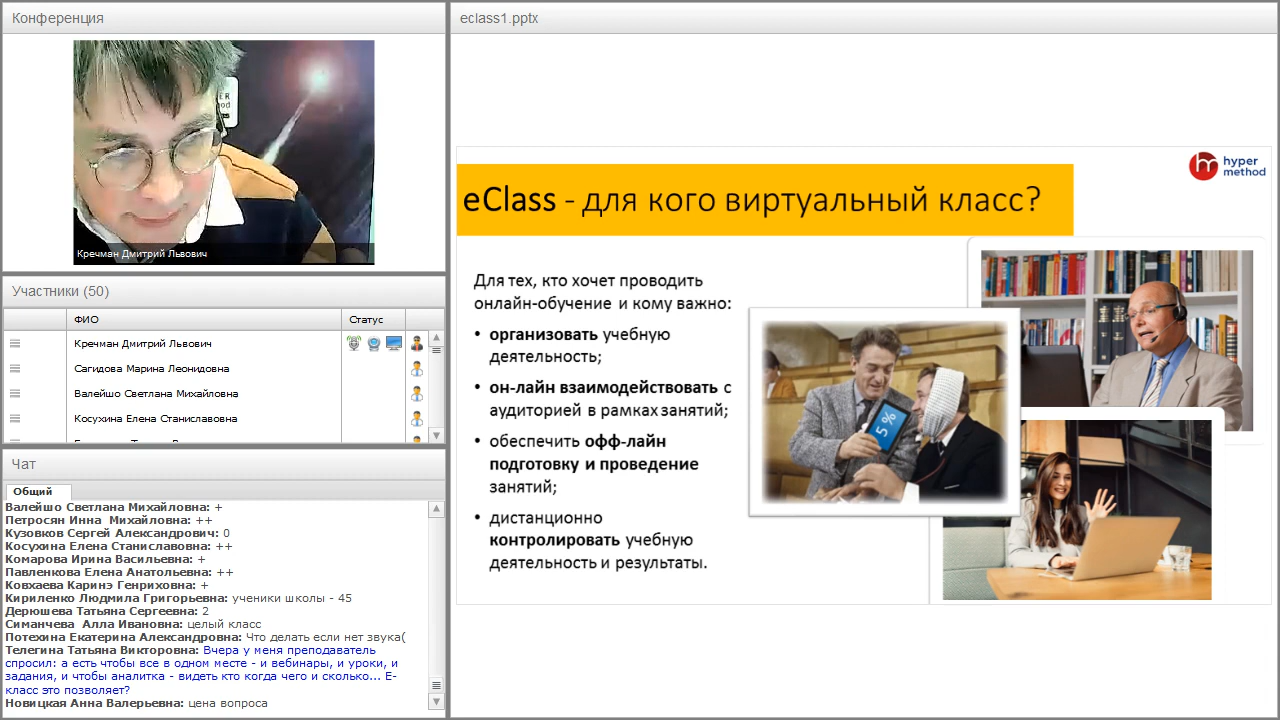 Конференция
Кречман Дмитрий Львович
Участники (50)
ФИО
Статус
Кречман Дмитрий Львович
Сагидова Марина Леонидовна
Валейшо Светлана Михайловна
Косухина Елена Станиславовна
Чат
Общий
Валейшо Светлана Михайловна: +
Петросян Инна Михайловна: ++
Кузовков Сергей Александрович: 0
Косухина Елена Станиславовна: ++
Комарова Ирина Васильевна: +
Павленкова Елена Анатольевна: ++
Ковхаева Каринэ Генриховна: +
Кириленко Людмила Григорьевна: ученики школы - 45
Дерюшева Татьяна Сергеевна: 2
Симанчева Алла Ивановна: целый класс
Потехина Екатерина Александровна: Что делать если нет звука(
Телегина Татьяна Викторовна: Вчера у меня преподаватель
спросил: а есть чтобы все в одном месте - и вебинары, и уроки, и
задания, и чтобы аналитка - видеть кто когда чего и сколько... Е-
класс это позволяет?
Новицкая Анна Валерьевна: цена вопроса
eclass1.pptx
hyper
method
eClass - для кого виртуальный класс?
Для тех, кто хочет проводить
онлайн-обучение и кому важно:
• организовать учебную
деятельность;
• он-лайн взаимодействовать с
аудиторией в рамках занятий;
• обеспечить офф-лайн
подготовку и проведение
занятий;
• дистанционно
контролировать учебную
деятельность и результаты.
5 %